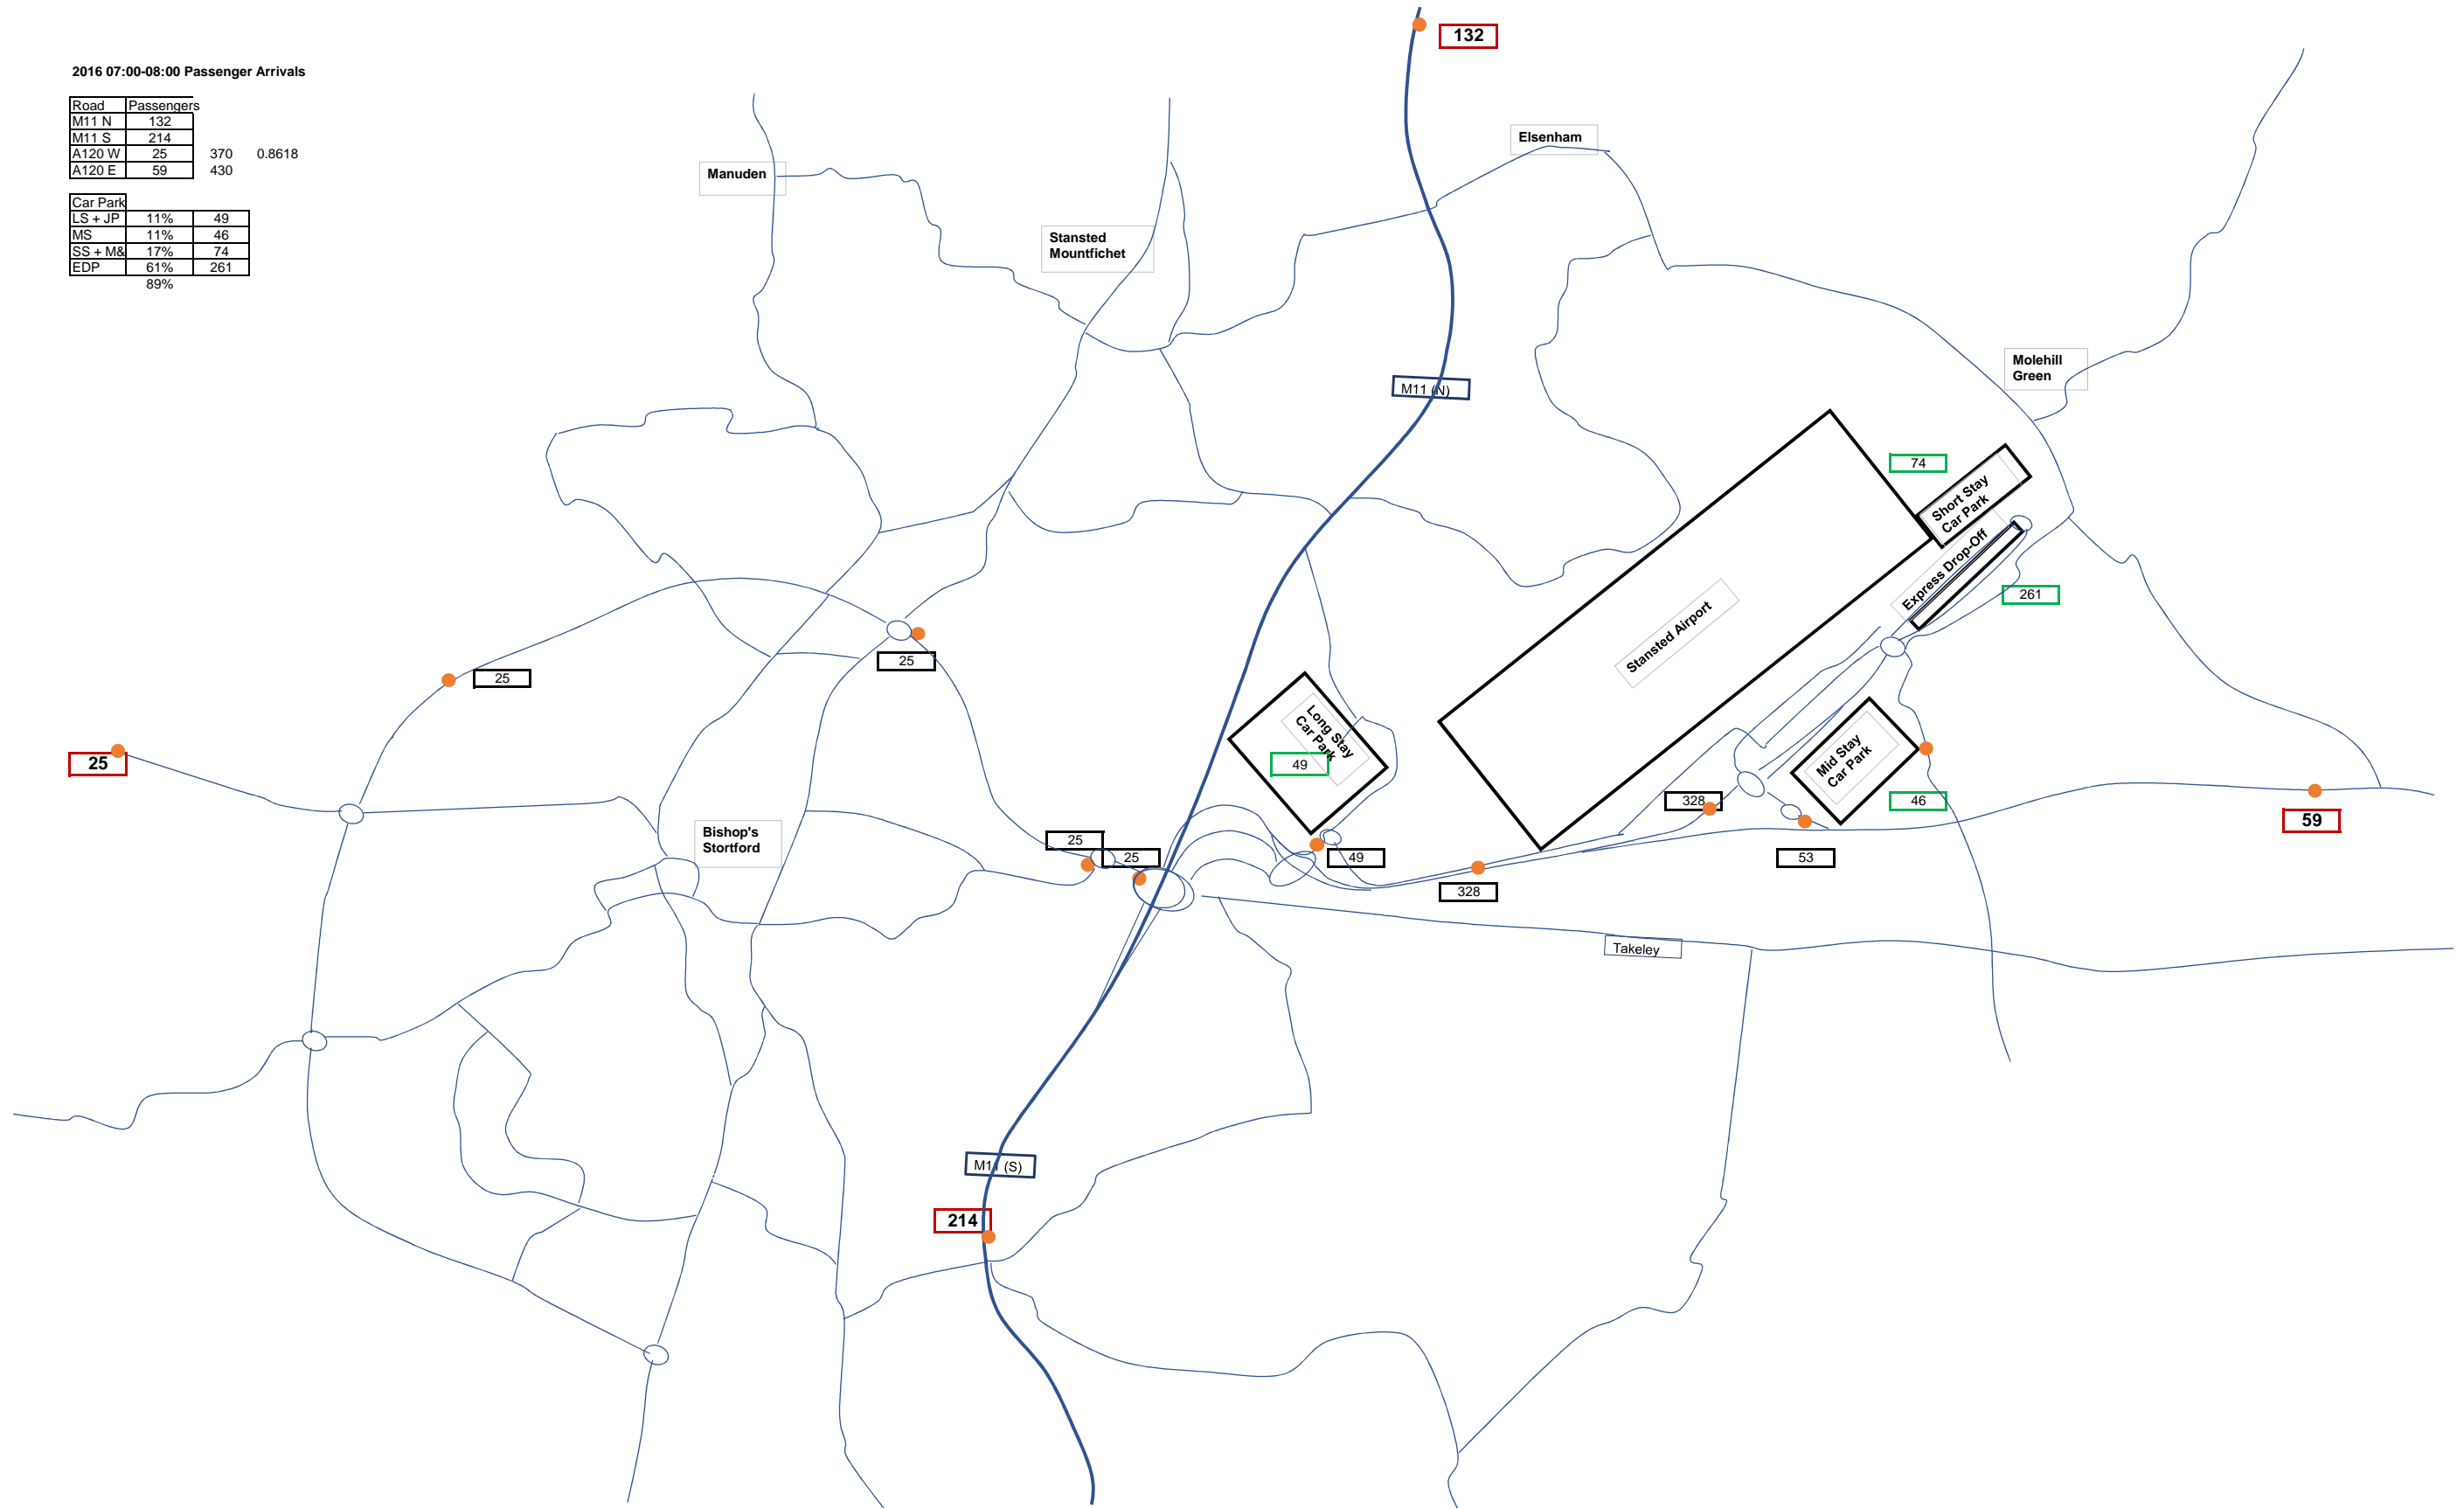 132
2016 07:00-08:00 Passenger Arrivals
Road Passengers
M11 N 132
M11 S 214
A120 W 25 370 0.8618
A120 E 59 430
Car Park
LS + JP 11% 49
MS 11% 46
SS + M& 17% 74
EDP 61% 261
89%
Elsenham
Manuden
Stansted
Mountfichet
Molehill
Green
M11 (N)
74
Short Stay
Car Park
Express Drop-Off
261
Stansted Airport
25
25
25
Long Stay
Car Park
49
Mid Stay
Car Park
328
46
59
Bishop's
Stortford
25
25
49
53
328
Takeley
M11 (S)
214